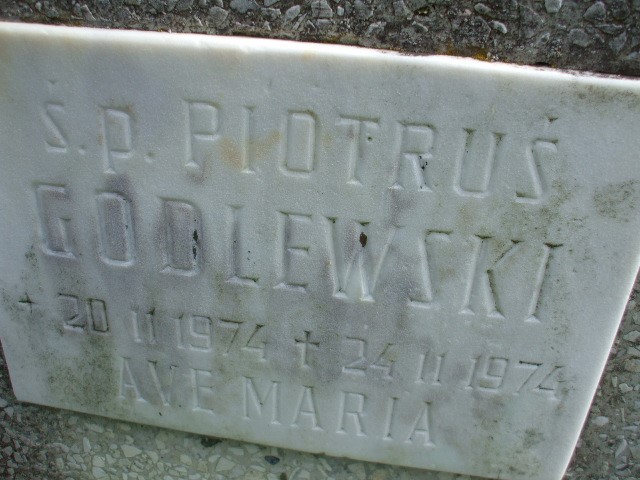 Ś.P. PIOTRUŚ
GODLEWSKI
+ 20 11 1974 + 24 11 1974
AVE MARIA